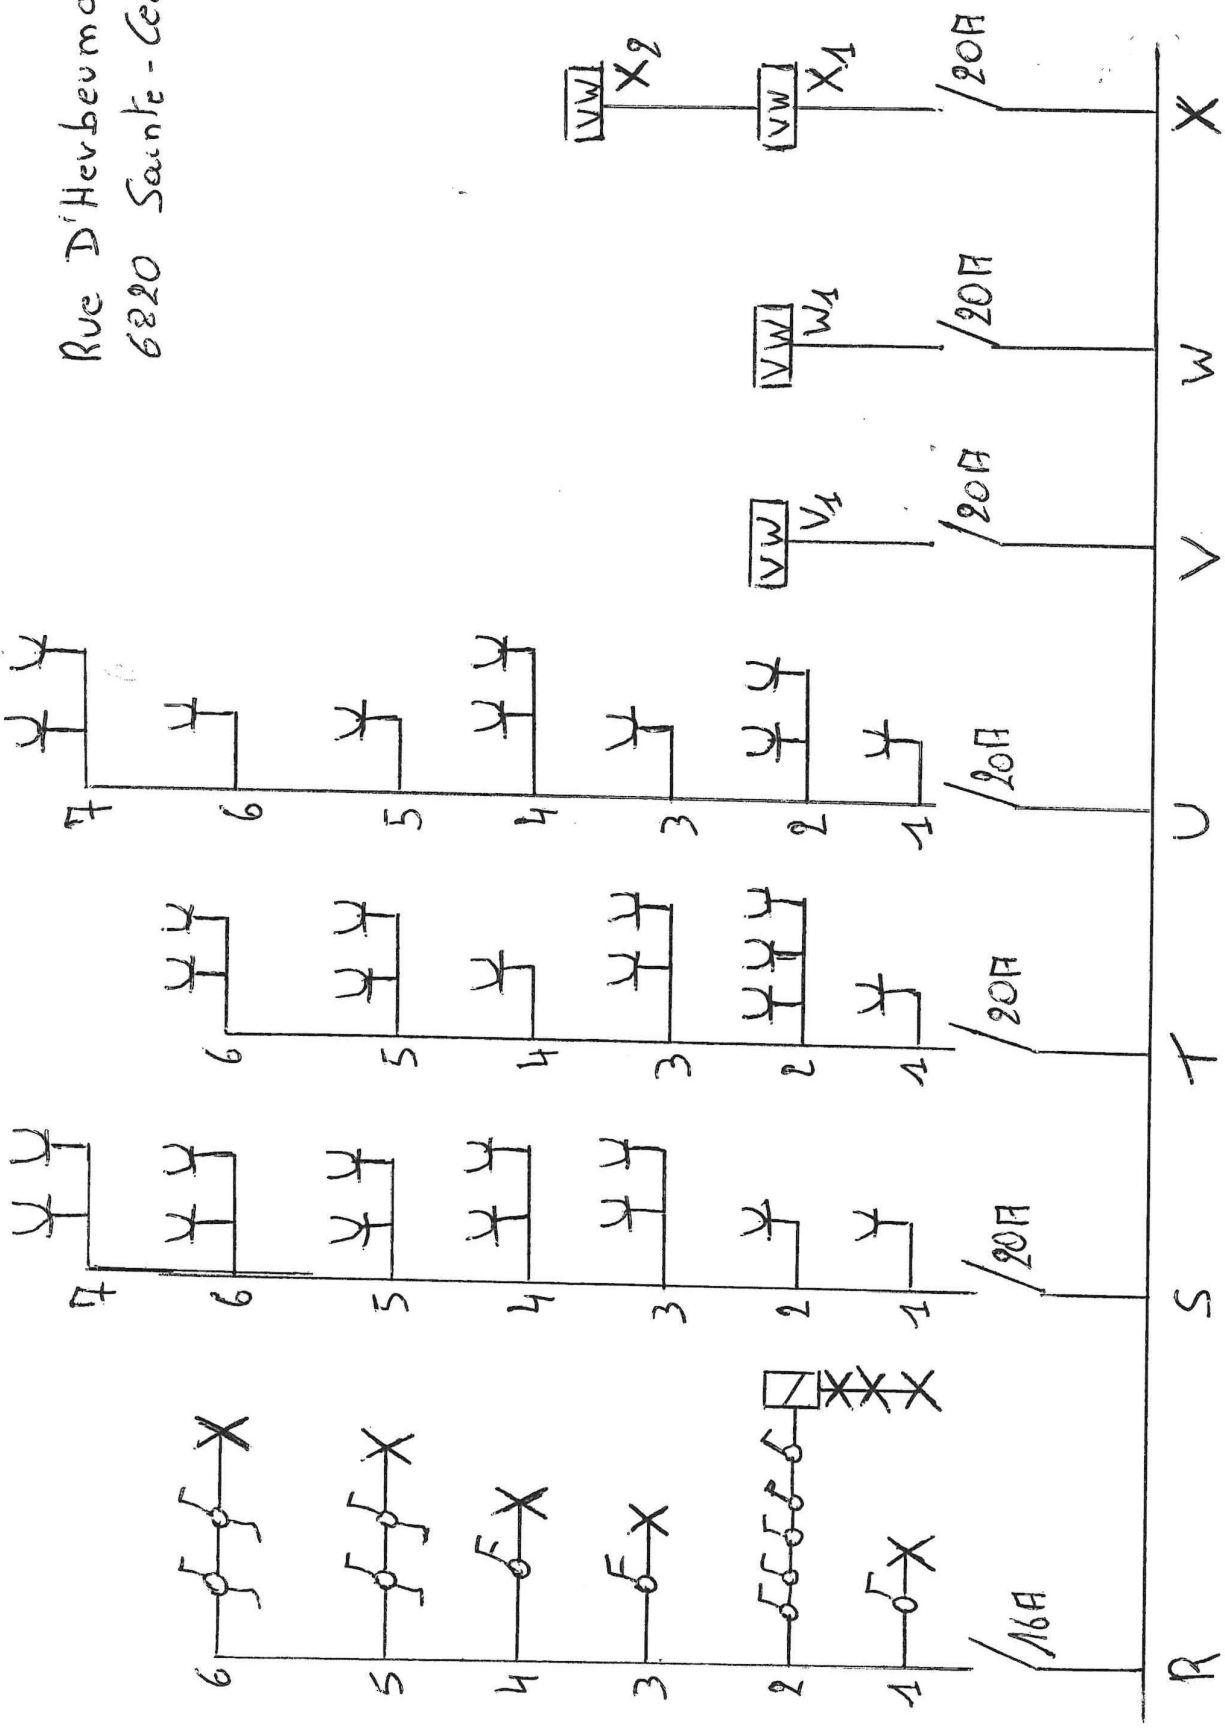 Rue D'Herbeumo
6820 Sainte-Ce
7 7
6 6 6 6
5 5 5 5
4 4 4 4
3 3 3 3
2 2 2 2
1 1 1 1
VW
X2
VW VW VW VW
V1 W1 X1
16A 20A 20A 20A 20A 20A 20A
R S T U V W X